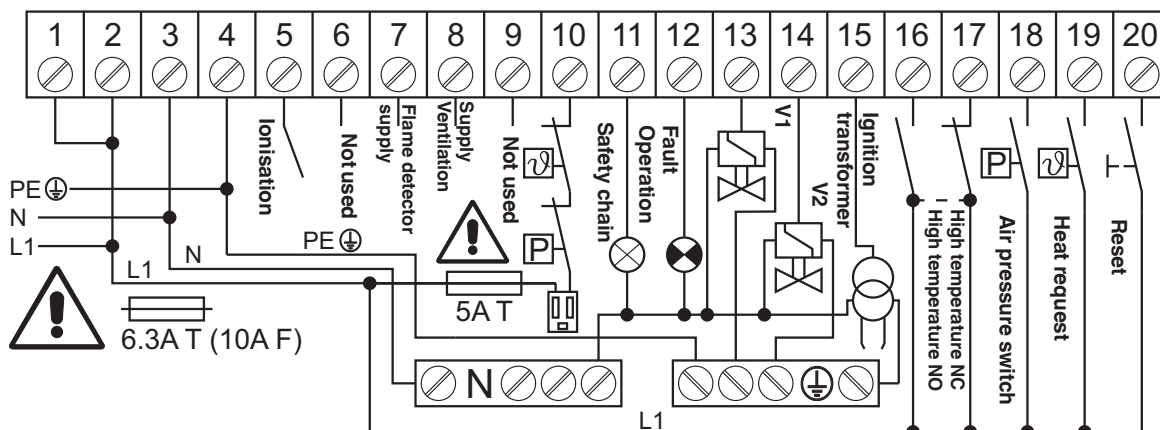 1 2 3 4 5 6 7 8 9 10 11 12 13 14 15 16 17 18 19 20
Ionisation
Not used
Flame detector
supply
Supply
Ventilation
Not used
ϑ
P
Safety chain
Fault
Operation
V1
V2
Ignition
transformer
High temperature NO
High temperature NC
P
Air pressure switch
ϑ
Heat request
Reset
PE
N
L1
PE
N
L1
!
6.3A T (10A F)
!
5A T
N
L1